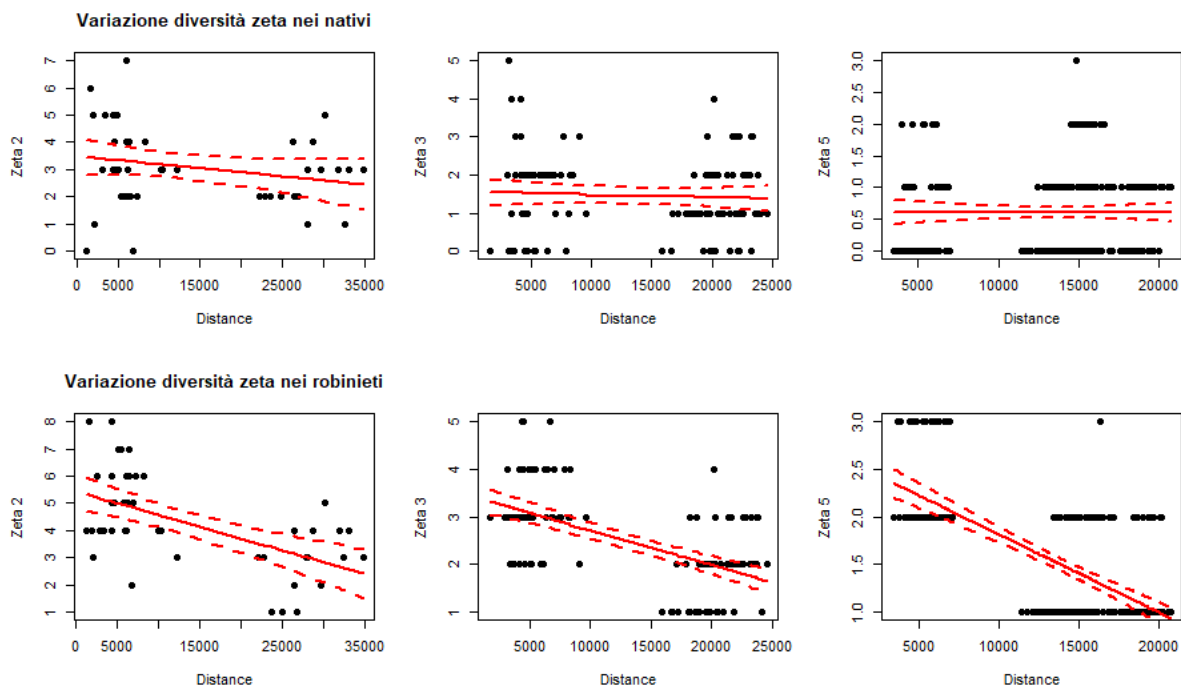 Variazione diversità zeta nei nativi
Zeta 2
0 1 2 3 4 5 6 7
0 5000 15000 25000 35000
Distance
Zeta 3
0 1 2 3 4 5
5000 10000 15000 20000 25000
Distance
Zeta 5
0.0 0.5 1.0 1.5 2.0 2.5 3.0
5000 10000 15000 20000
Distance
Variazione diversità zeta nei robinieti
Zeta 2
1 2 3 4 5 6 7 8
0 5000 15000 25000 35000
Distance
Zeta 3
1 2 3 4 5
5000 10000 15000 20000 25000
Distance
Zeta 5
1.0 1.5 2.0 2.5 3.0
5000 10000 15000 20000
Distance